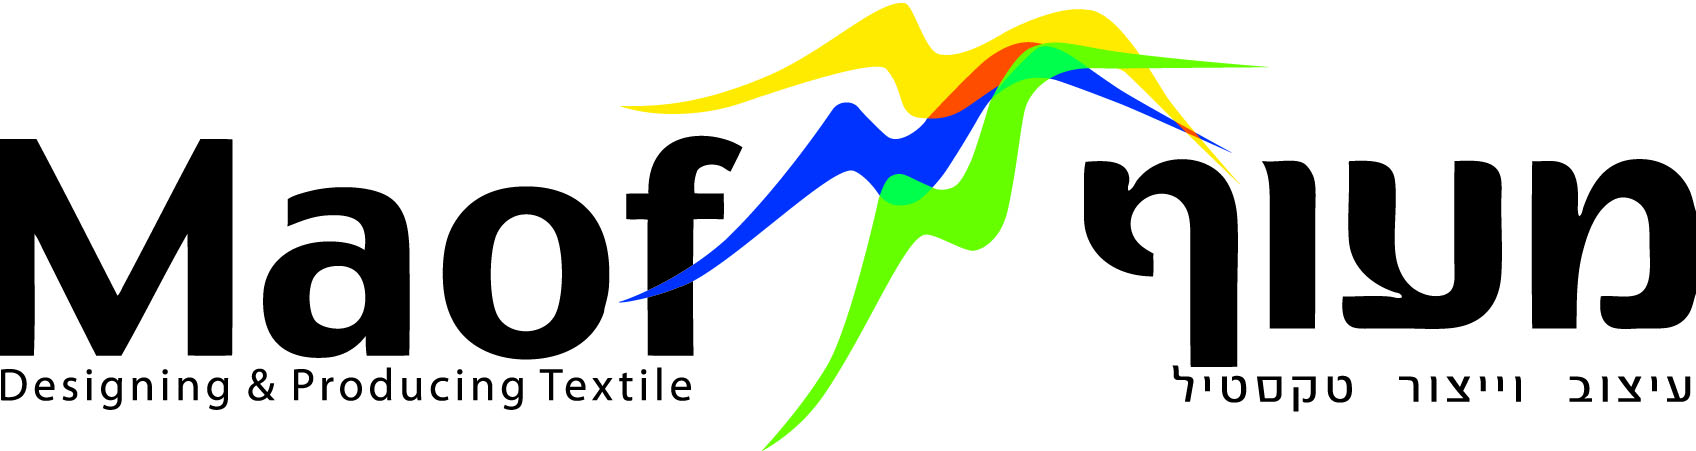 Maof
Designing & Producing Textile
מעוף
עיצוב וייצור טקסטיל